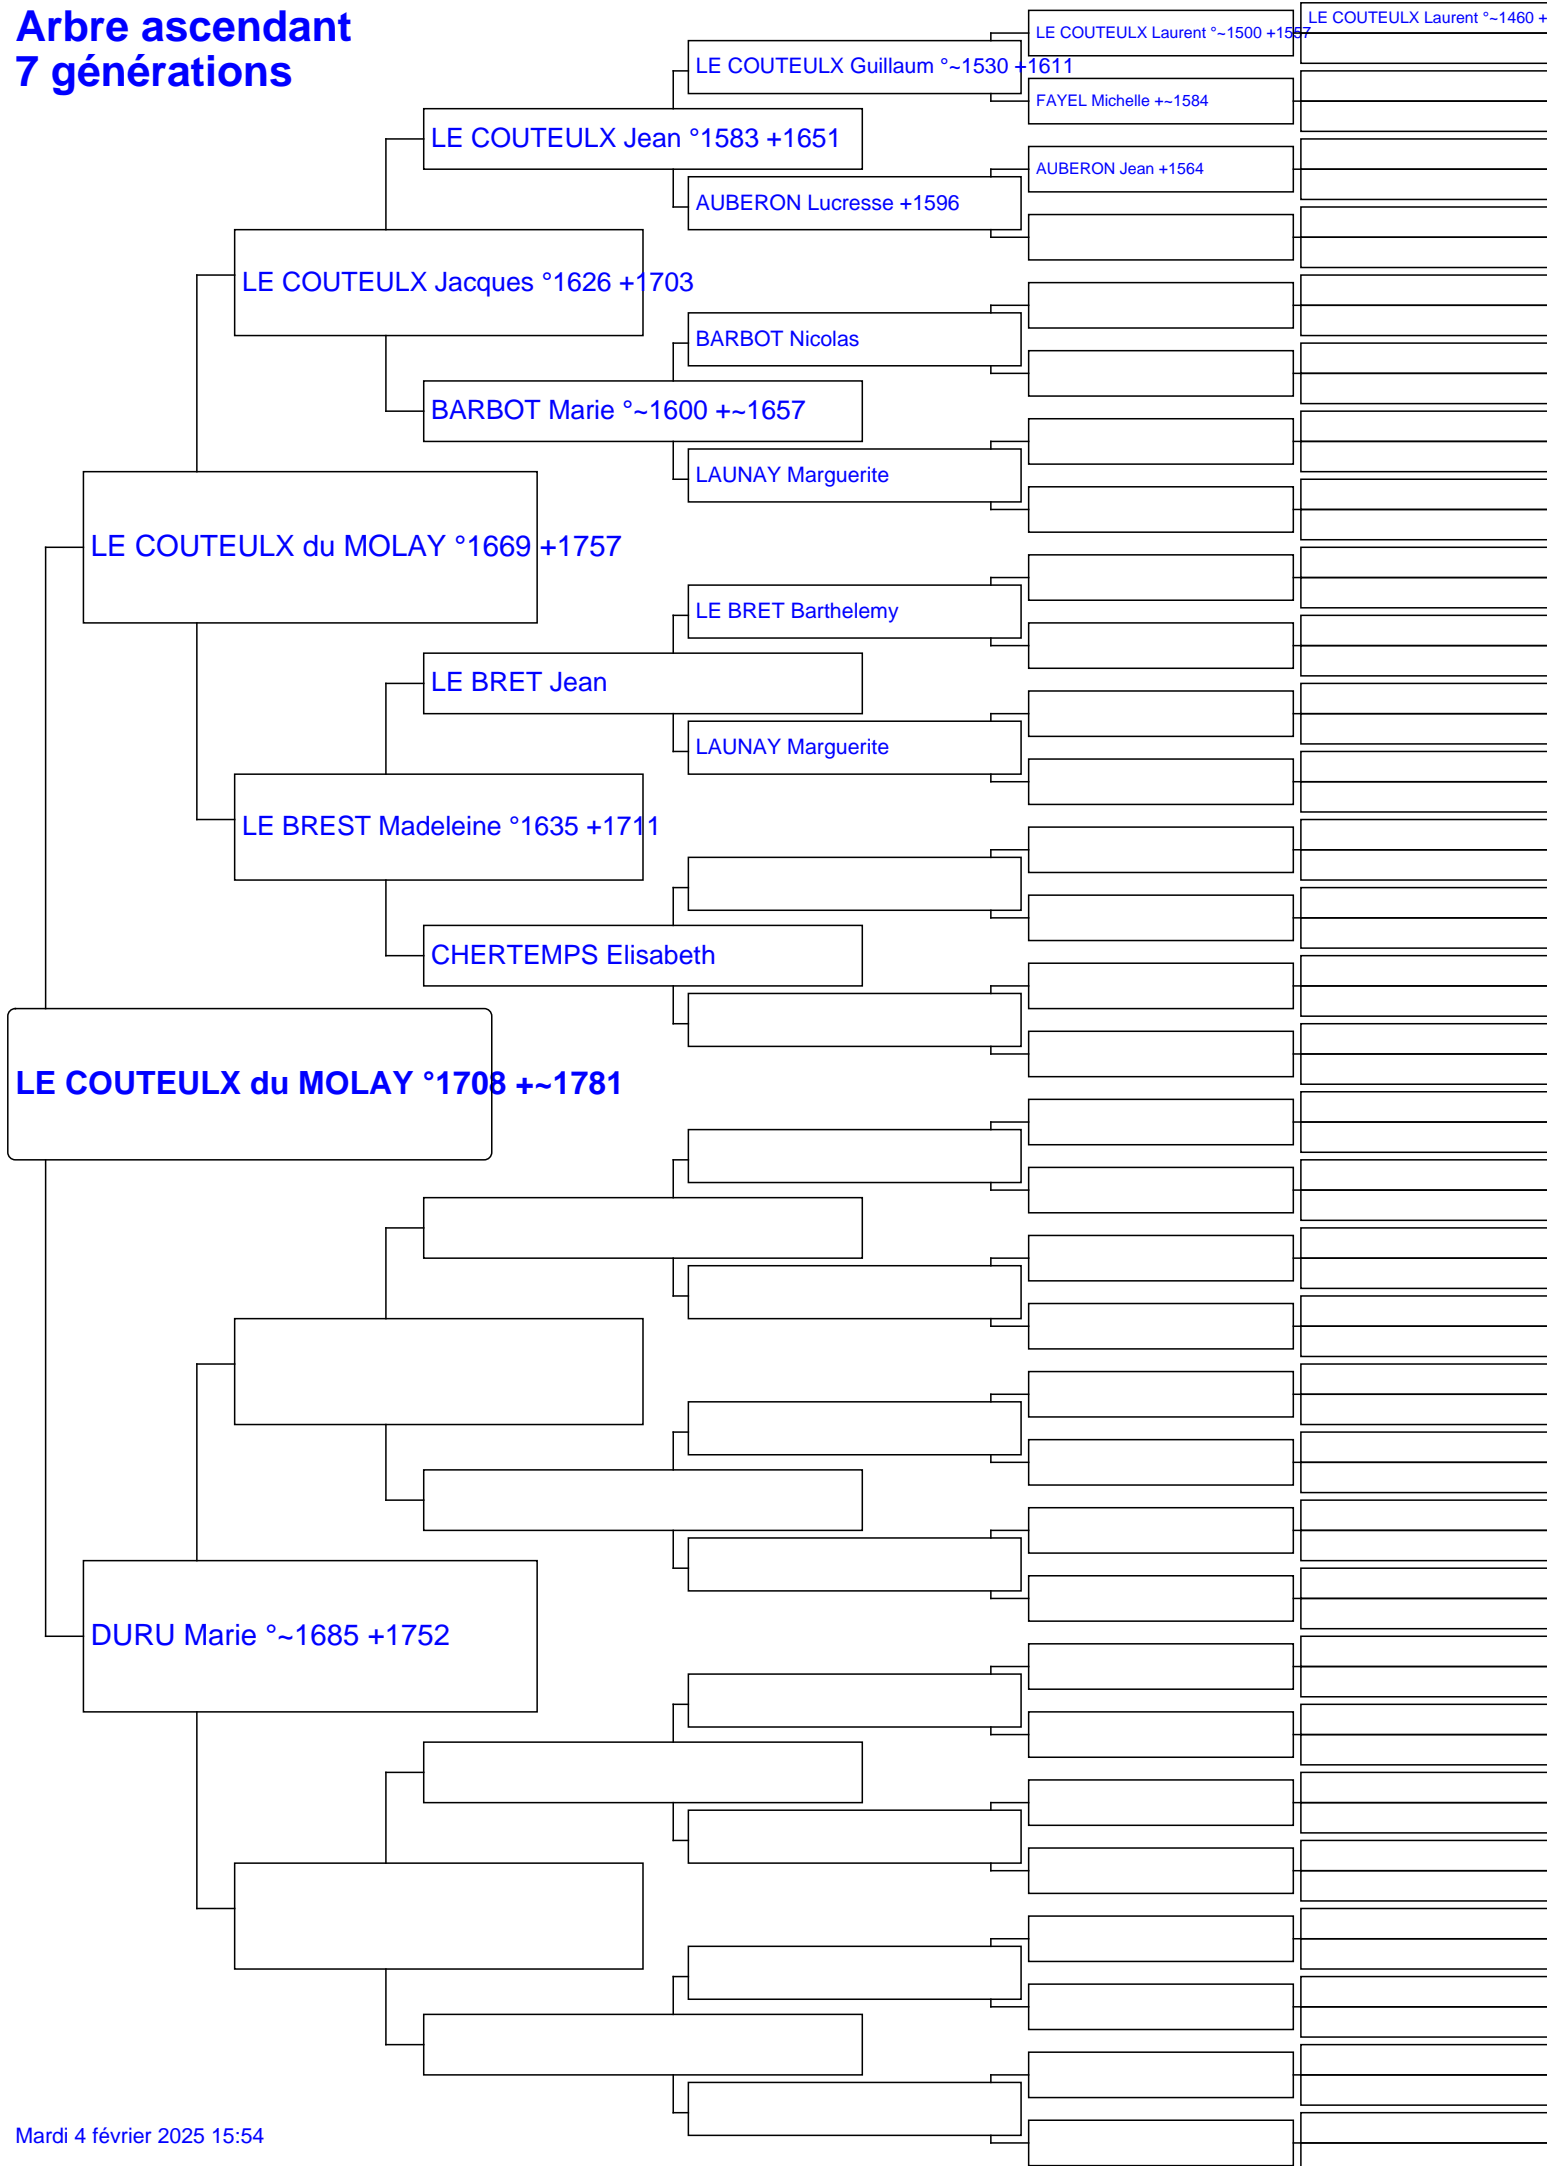 Arbre ascendant
7 générations
LE COUTEULX Laurent °~1460 +
LE COUTEULX Laurent °~1500 +1557
LE COUTEULX Guillaum °~1530 +1611
FAYEL Michelle +~1584
LE COUTEULX Jean °1583 +1651
AUBERON Jean +1564
AUBERON Lucresse +1596
LE COUTEULX Jacques °1626 +1703
BARBOT Nicolas
BARBOT Marie °~1600 +~1657
LAUNAY Marguerite
LE COUTEULX du MOLAY °1669 +1757
LE BRET Barthelemy
LE BRET Jean
LAUNAY Marguerite
LE BREST Madeleine °1635 +1711
CHERTEMPS Elisabeth
LE COUTEULX du MOLAY °1708 +~1781
DURU Marie °~1685 +1752
Mardi 4 février 2025 15:54